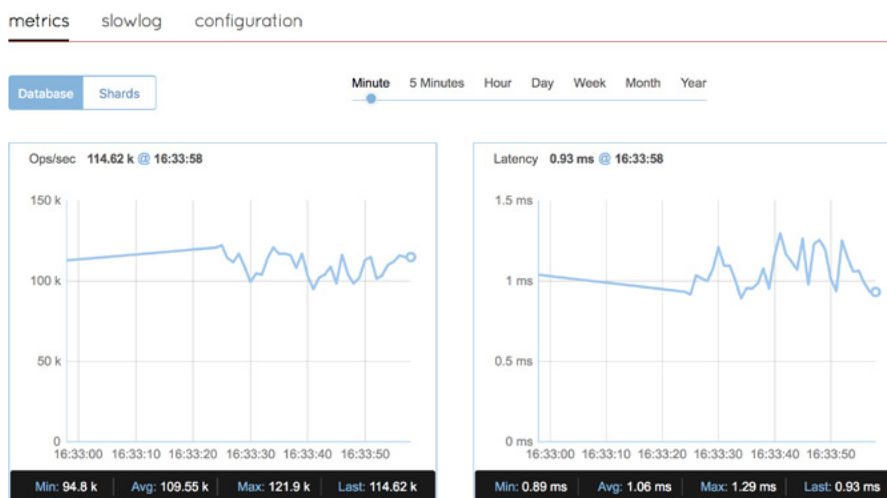 metrics slowlog configuration
Database Shards
Minute 5 Minutes Hour Day Week Month Year
Ops/sec 114.62 k @ 16:33:58
150 k
100 k
50 k
0
16:33:00 16:33:10 16:33:20 16:33:30 16:33:40 16:33:50
Min: 94.8 k Avg: 109.55 k Max: 121.9 k Last: 114.62 k
Latency 0.93 ms @ 16:33:58
1.5 ms
1 ms
0.5 ms
0 ms
16:33:00 16:33:10 16:33:20 16:33:30 16:33:40 16:33:50
Min: 0.89 ms Avg: 1.06 ms Max: 1.29 ms Last: 0.93 ms